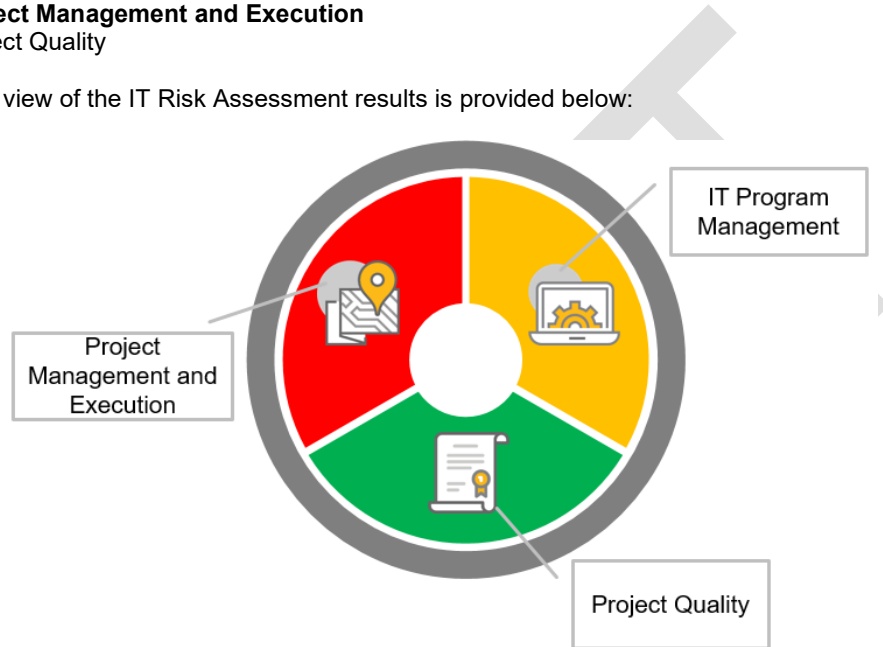 ect Management and Execution
ect Quality
view of the IT Risk Assessment results is provided below:
IT Program
Management
Project
Management and
Execution
Project Quality